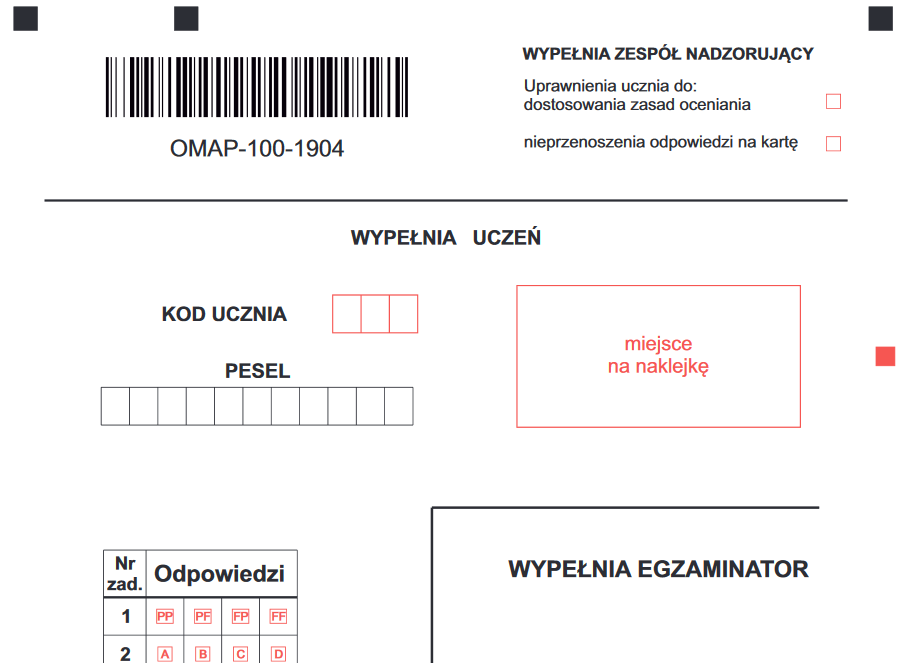 OMAP-100-1904
WYPEŁNIA ZESPÓŁ NADZORUJĄCY
Uprawnienia ucznia do:
dostosowania zasad oceniania
nieprzenoszenia odpowiedzi na kartę
WYPEŁNIA UCZEŃ
KOD UCZNIA
miejsce
na naklejkę
PESEL
Nr
zad.
Odpowiedzi
1 PP PF FP FF
2 A B C D
WYPEŁNIA EGZAMINATOR